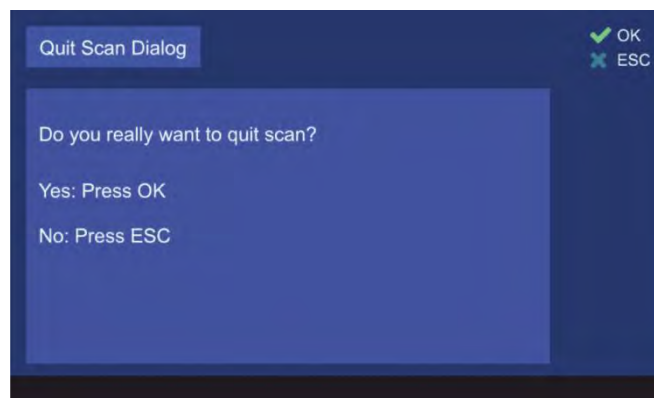 Quit Scan Dialog
OK
ESC
Do you really want to quit scan?
Yes: Press OK
No: Press ESC